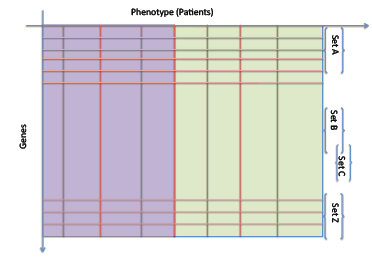 Phenotype (Patients)
Genes
Set A
Set B
Set C
Set Z